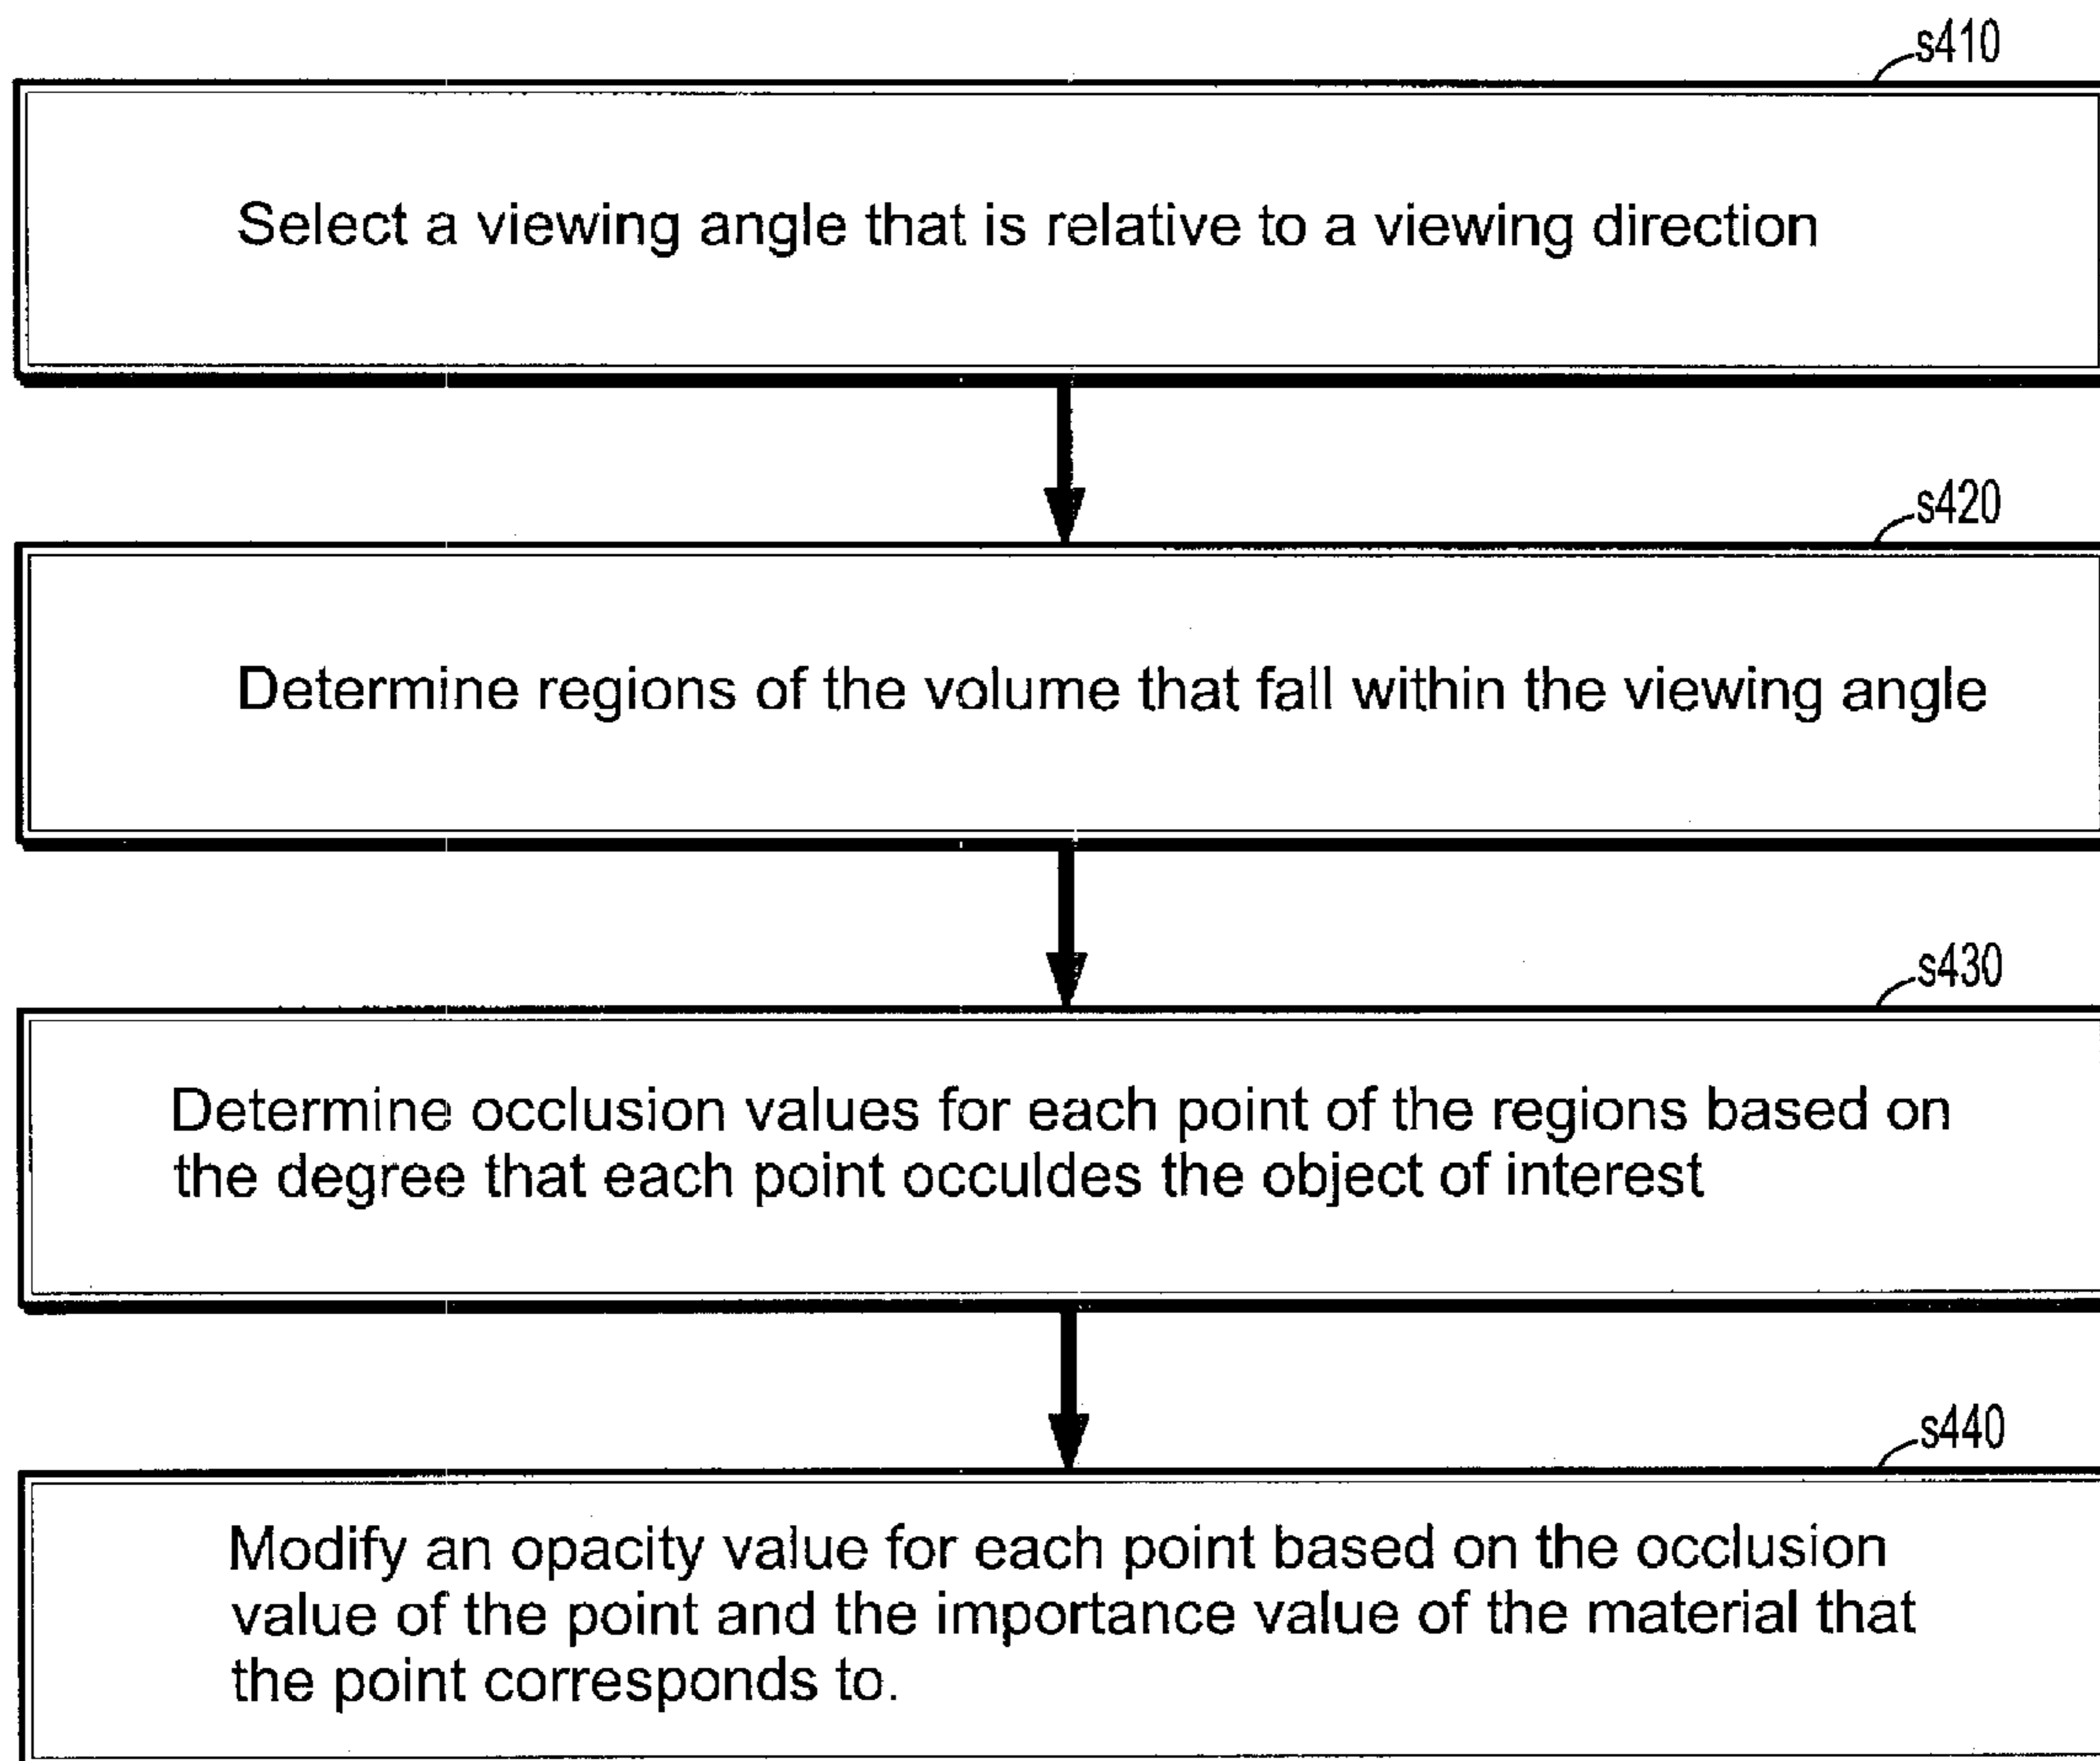 s410
Select a viewing angle that is relative to a viewing direction
s420
Determine regions of the volume that fall within the viewing angle
s430
Determine occlusion values for each point of the regions based on
the degree that each point occuldes the object of interest
s440
Modify an opacity value for each point based on the occlusion
value of the point and the importance value of the material that
the point corresponds to.